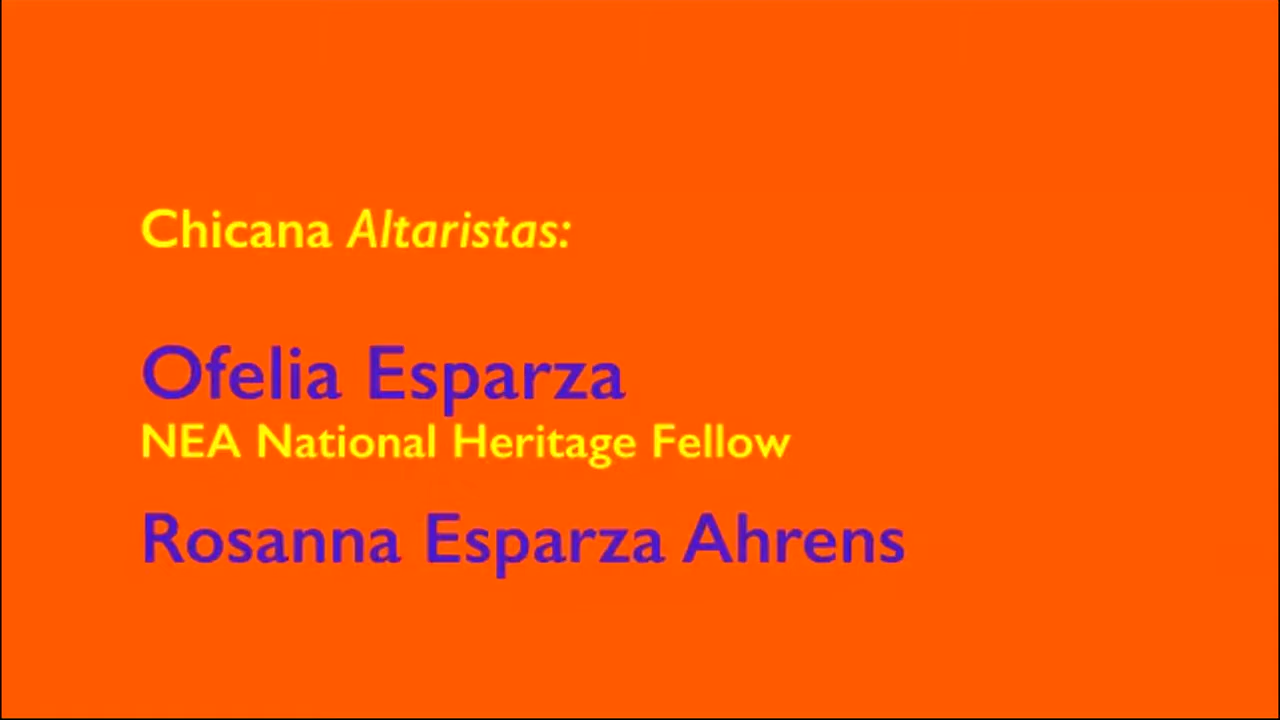 Chicana Altaristas:
Ofelia Esparza
NEA National Heritage Fellow
Rosanna Esparza Ahrens